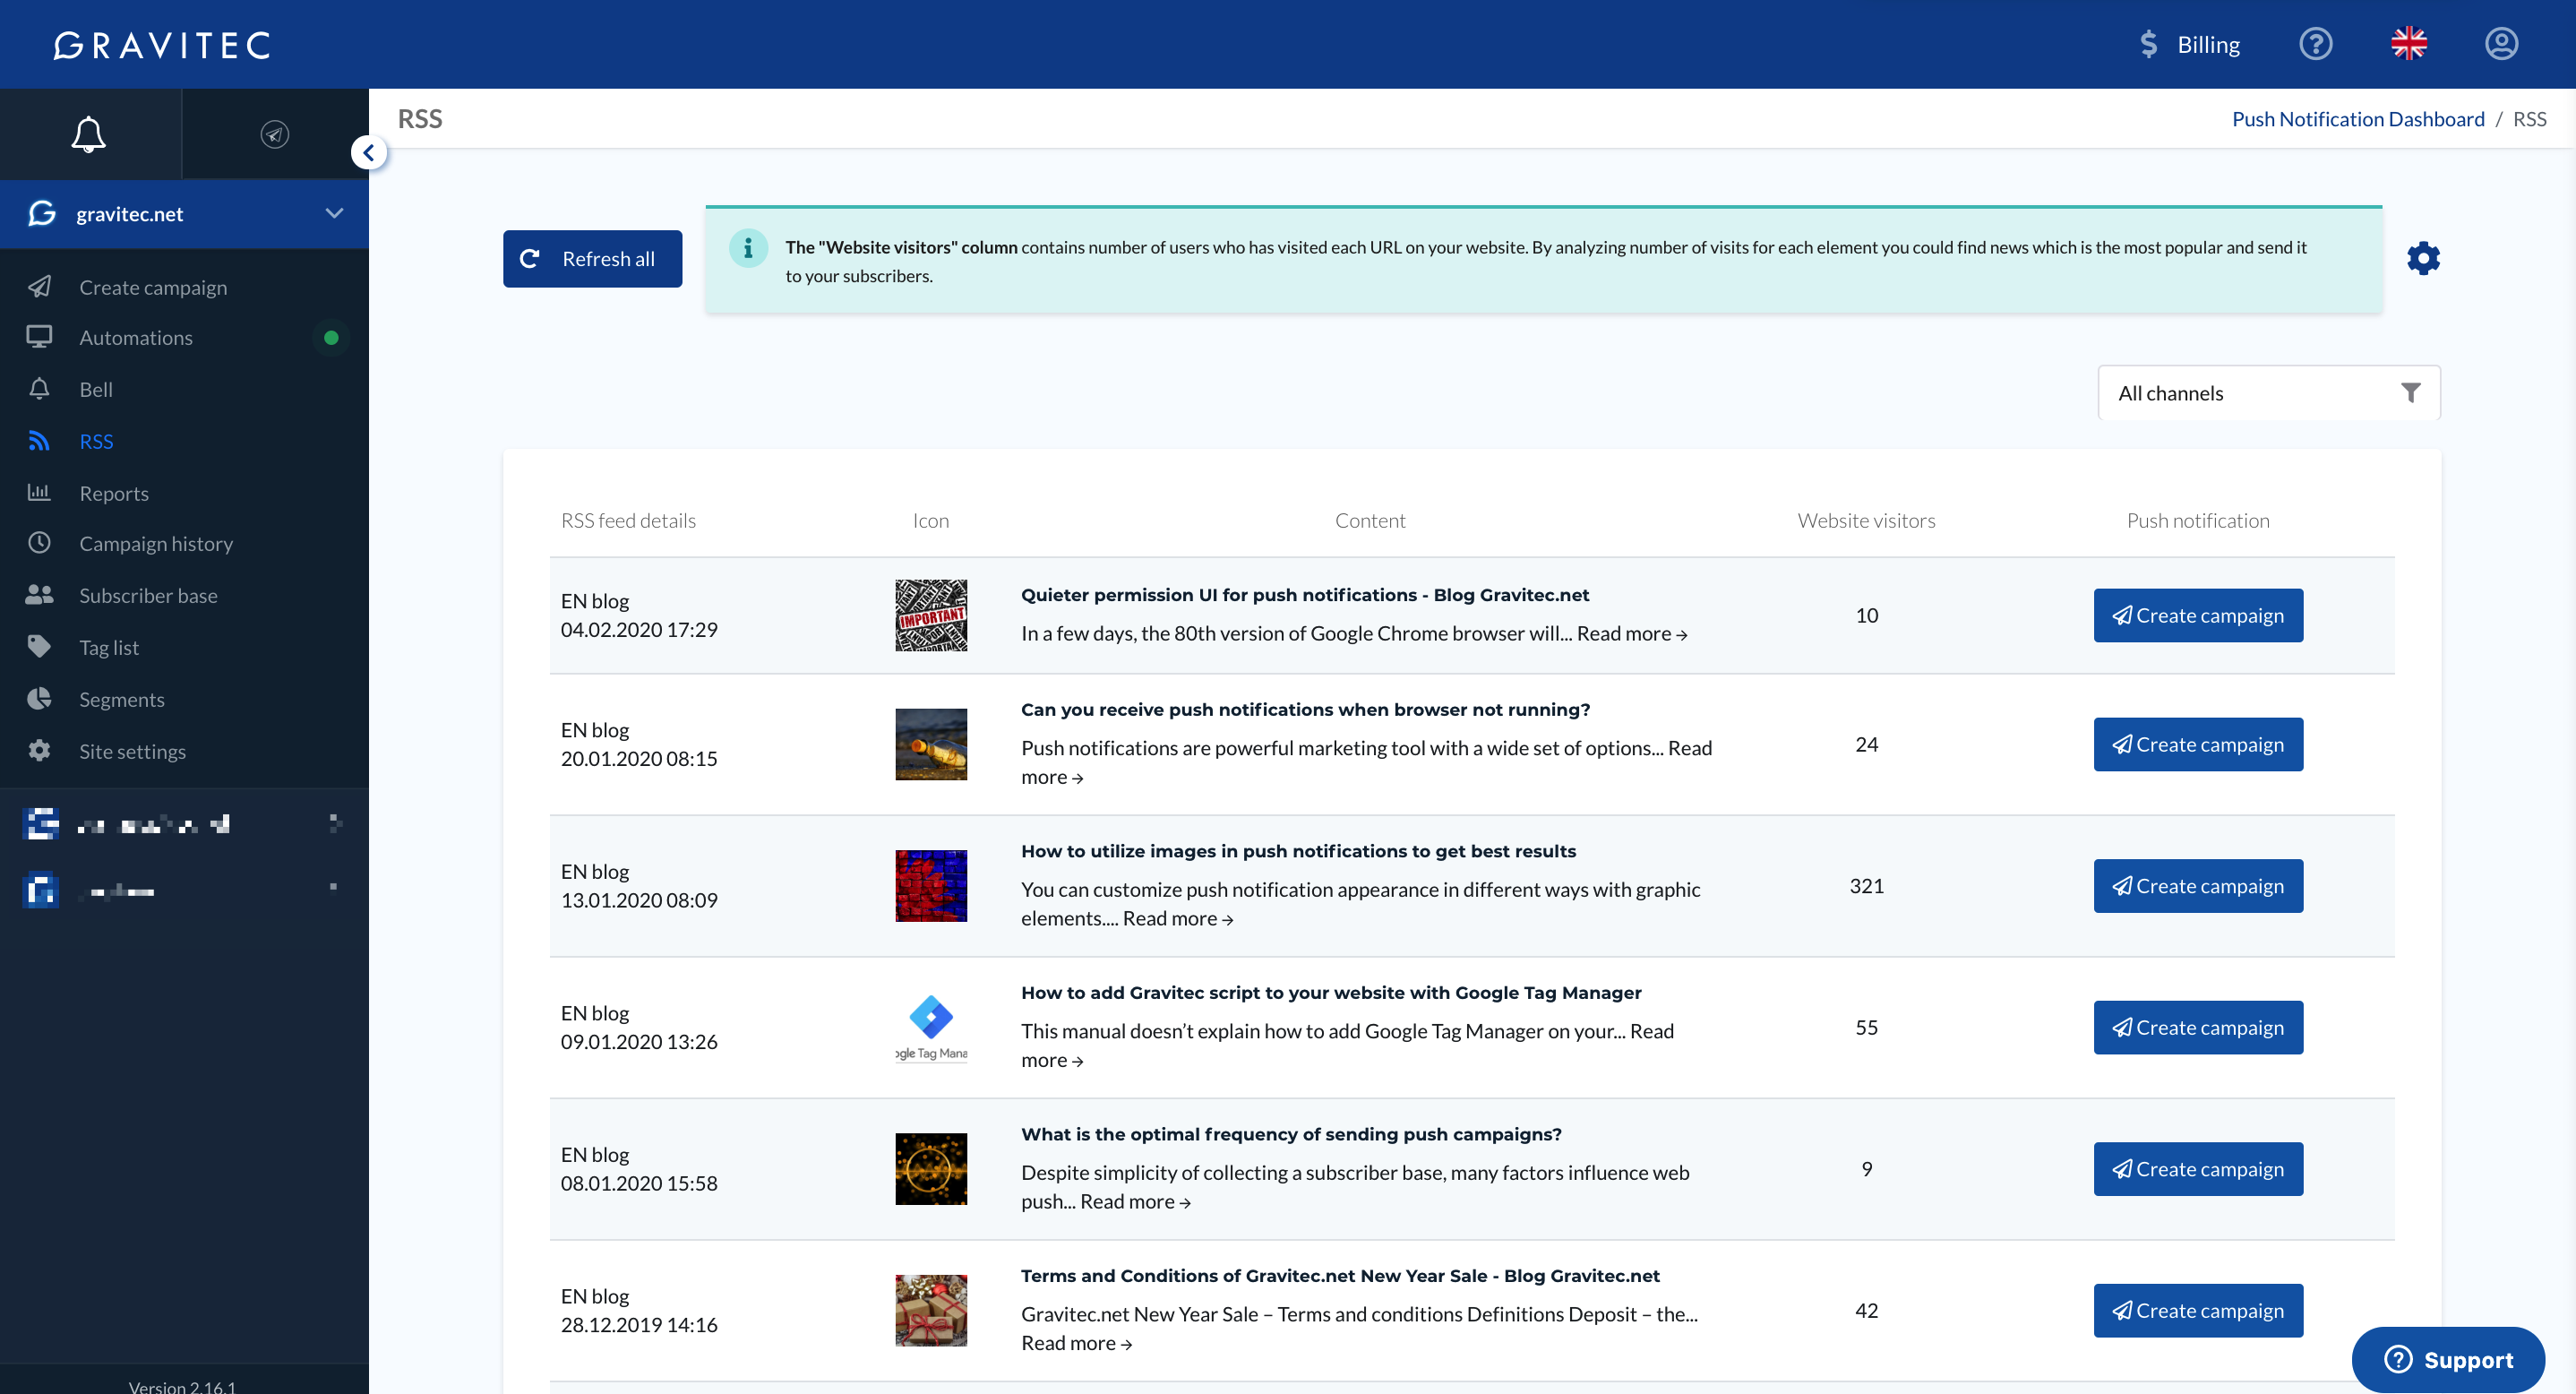 GRAVITEC
$ Billing
RSS
Push Notification Dashboard / RSS
gravitec.net
Create campaign
Automations
Bell
RSS
Reports
Campaign history
Subscriber base
Tag list
Segments
Site settings
Version 2.16.1
Refresh all
The "Website visitors" column contains number of users who has visited each URL on your website. By analyzing number of visits for each element you could find news which is the most popular and send it
to your subscribers.
All channels
RSS feed details Icon Content Website visitors Push notification
EN blog
04.02.2020 17:29
IMPORTANT
Quieter permission UI for push notifications - Blog Gravitec.net
In a few days, the 80th version of Google Chrome browser will... Read more →
10
Create campaign
EN blog
20.01.2020 08:15
Can you receive push notifications when browser not running?
Push notifications are powerful marketing tool with a wide set of options... Read
more →
24
Create campaign
EN blog
13.01.2020 08:09
How to utilize images in push notifications to get best results
You can customize push notification appearance in different ways with graphic
elements.... Read more →
321
Create campaign
EN blog
09.01.2020 13:26
ogle Tag Mana
How to add Gravitec script to your website with Google Tag Manager
This manual doesn’t explain how to add Google Tag Manager on your... Read
more →
55
Create campaign
EN blog
08.01.2020 15:58
What is the optimal frequency of sending push campaigns?
Despite simplicity of collecting a subscriber base, many factors influence web
push... Read more →
9
Create campaign
EN blog
28.12.2019 14:16
Terms and Conditions of Gravitec.net New Year Sale - Blog Gravitec.net
Gravitec.net New Year Sale – Terms and conditions Definitions Deposit – the...
Read more →
42
Create campaign
Support